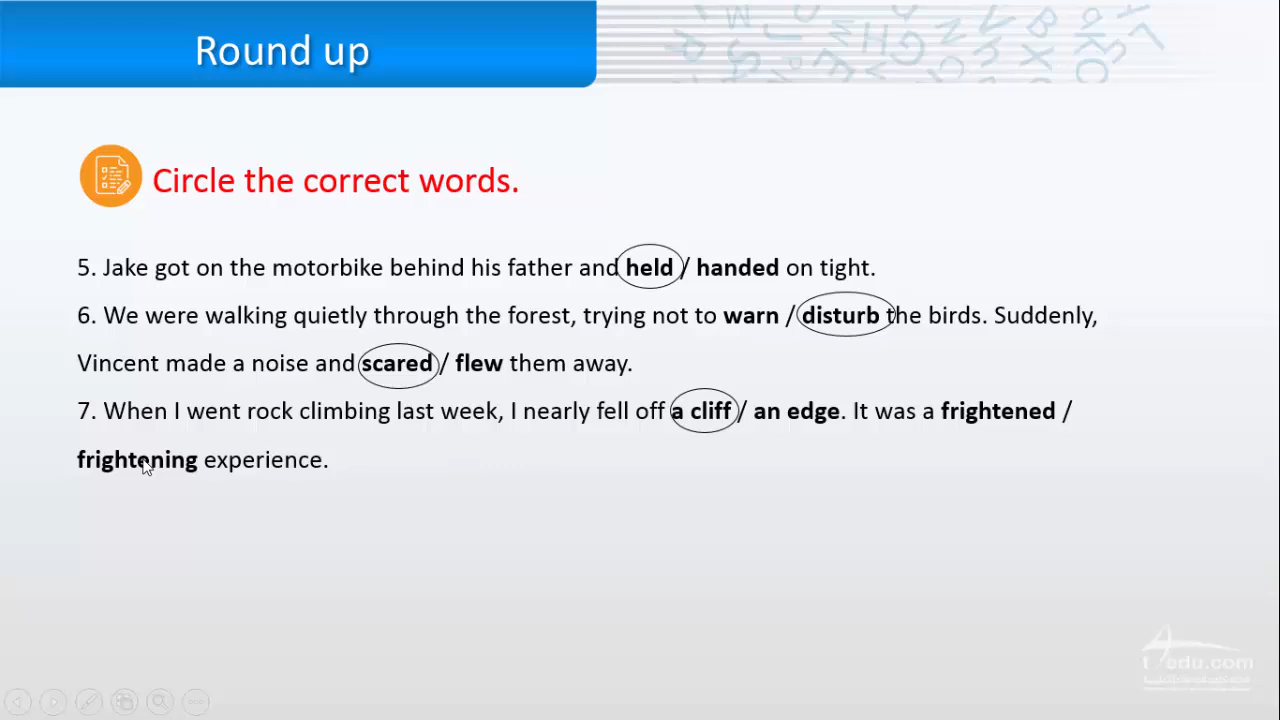 Round up
Circle the correct words.
5. Jake got on the motorbike behind his father and held / handed on tight.
6. We were walking quietly through the forest, trying not to warn / disturb the birds. Suddenly,
Vincent made a noise and scared / flew them away.
7. When I went rock climbing last week, I nearly fell off a cliff / an edge. It was a frightened /
frightening experience.